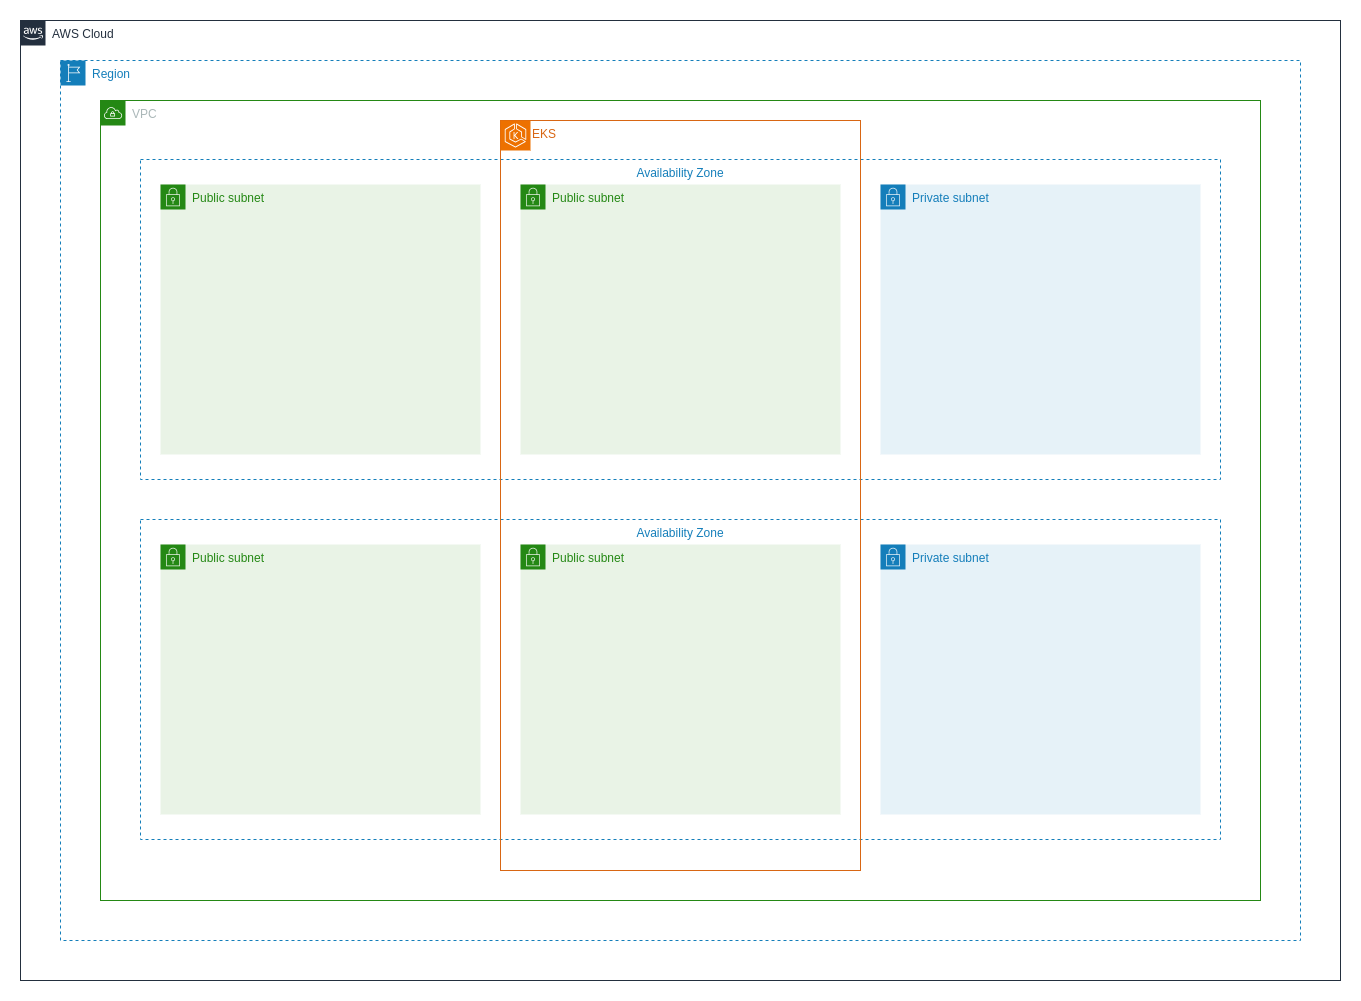 aws AWS Cloud
Region
VPC
EKS
Availability Zone
Public subnet
Public subnet
Private subnet
Availability Zone
Public subnet
Public subnet
Private subnet